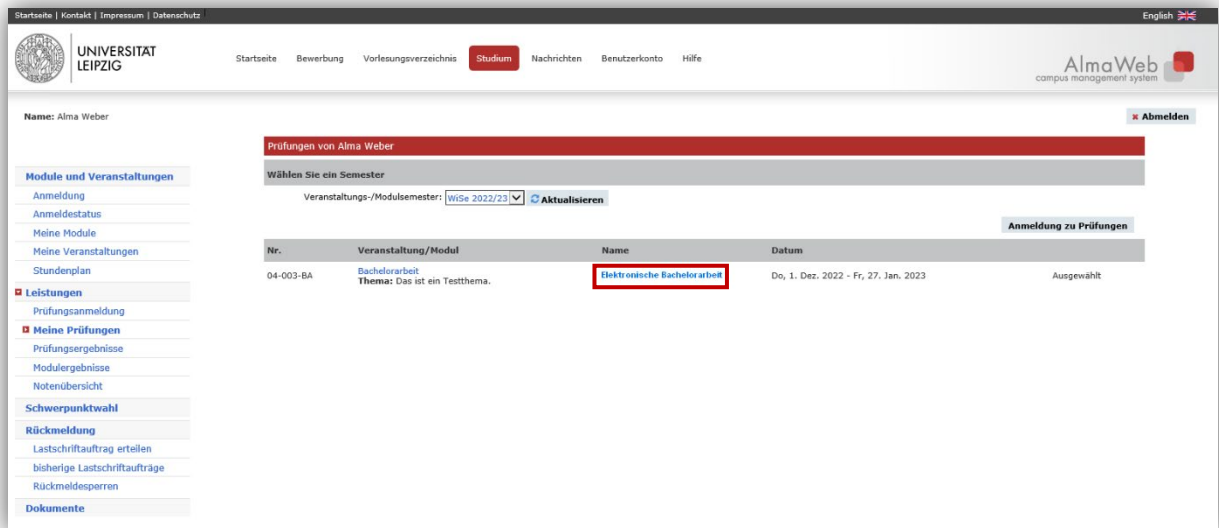 Startseite | Kontakt | Impressum | Datenschutz
English
UNIVERSITÄT
LEIPZIG
Startseite Bewerbung Vorlesungsverzeichnis Studium Nachrichten Benutzerkonto Hilfe
AlmaWeb
campus management system
Name: Alma Weber
Abmelden
Prüfungen von Alma Weber
Wählen Sie ein Semester
Veranstaltungs-/Modulsemester: WiSe 2022/23 Aktualisieren
Anmeldung zu Prüfungen
Nr. Veranstaltung/Modul Name Datum
04-003-BA Bachelorarbeit Elektronische Bachelorarbeit Do, 1. Dez. 2022 - Fr, 27. Jan. 2023 Ausgewählt
Thema: Das ist ein Testthema.
Module und Veranstaltungen
Anmeldung
Anmeldestatus
Meine Module
Meine Veranstaltungen
Stundenplan
Leistungen
Prüfungsanmeldung
Meine Prüfungen
Prüfungsergebnisse
Modulergebnisse
Notenübersicht
Schwerpunktwahl
Rückmeldung
Lastschriftauftrag erteilen
bisherige Lastschriftaufträge
Rückmeldesperren
Dokumente